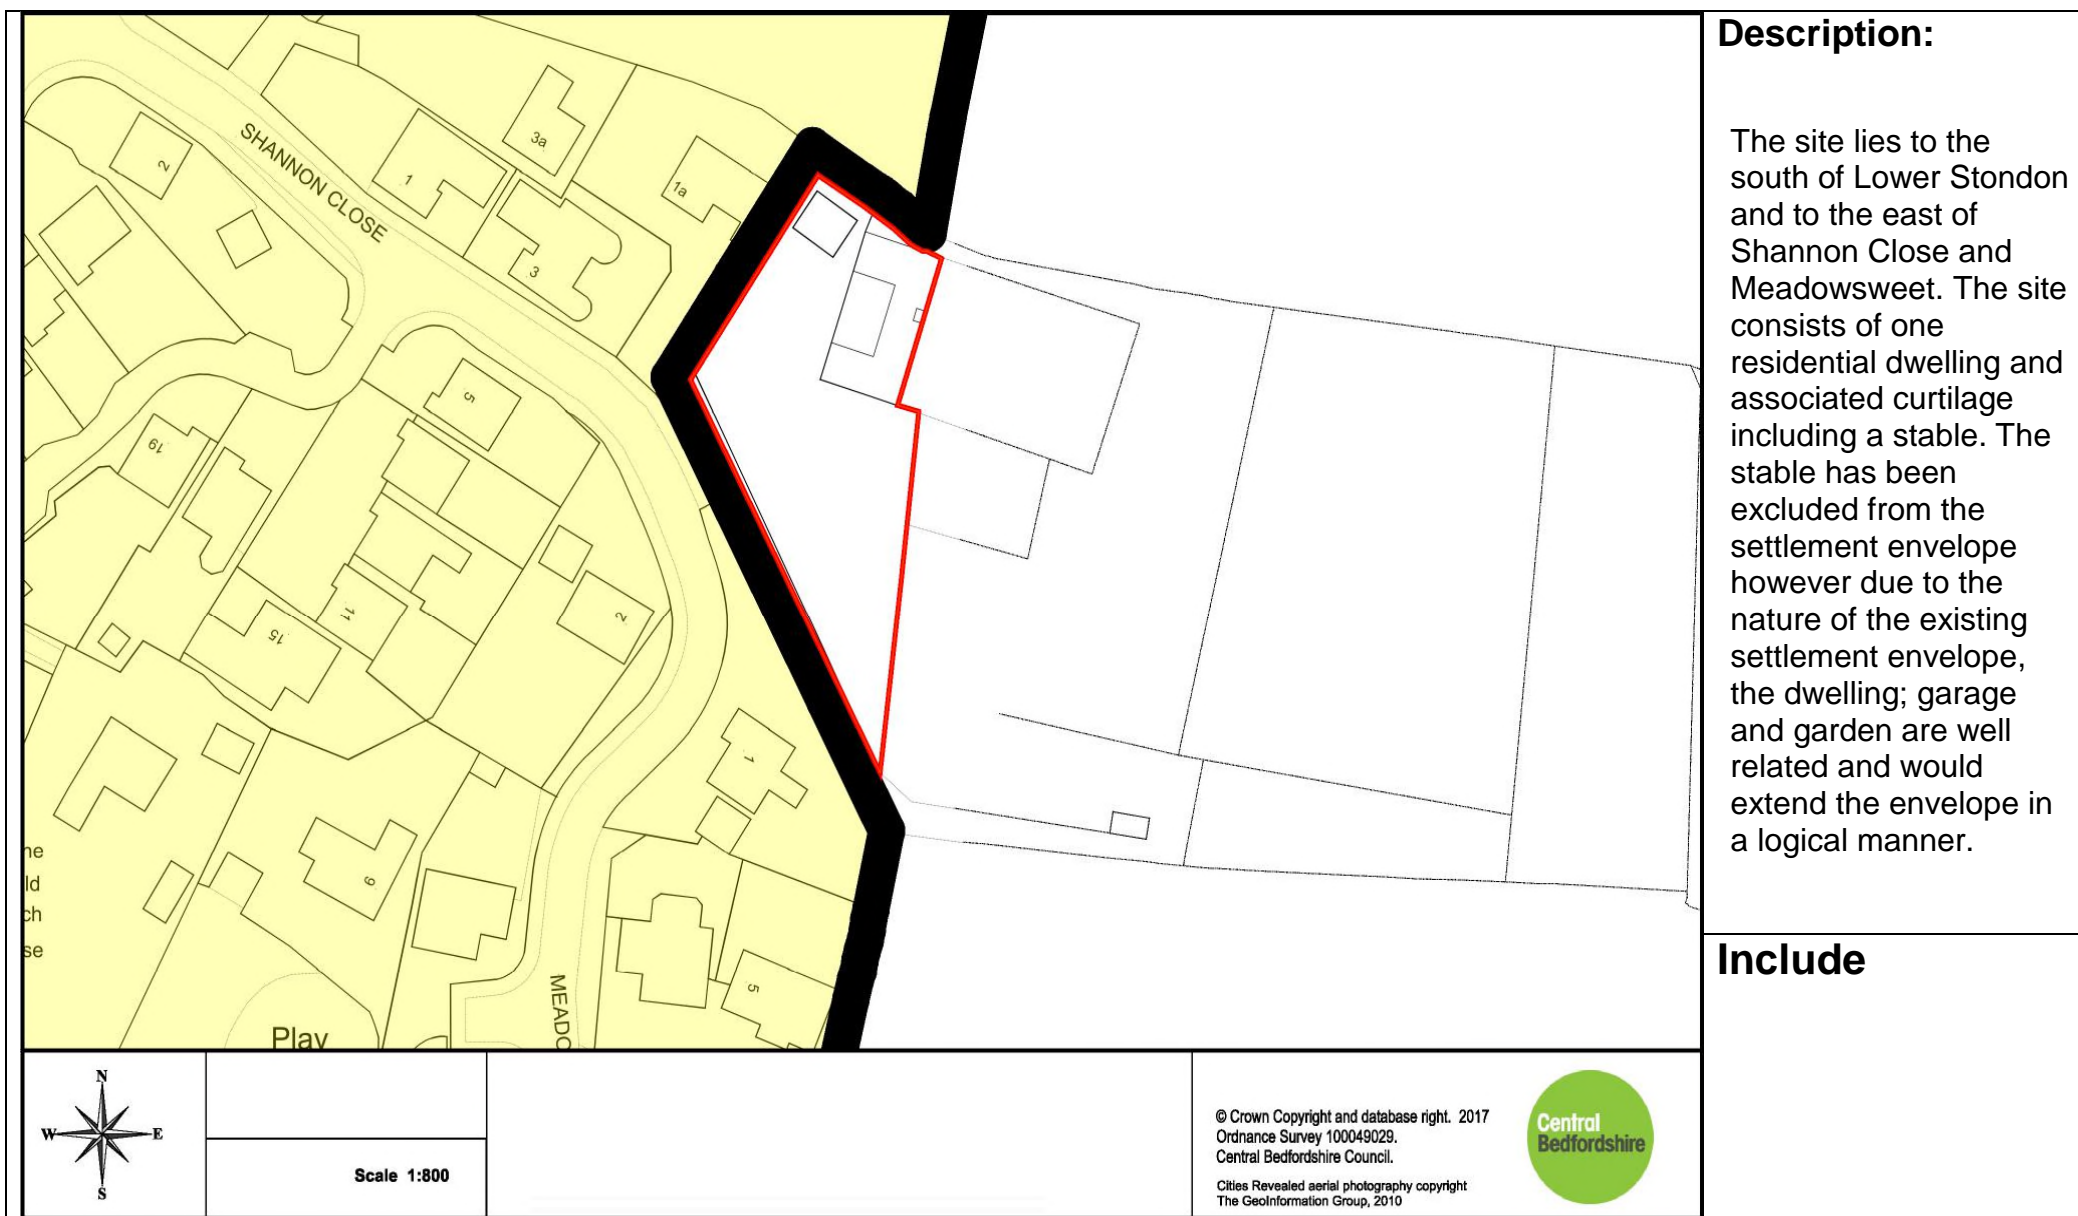 SHANNON CLOSE
2
1
3a
1a
3
5
19
2
11
15
1
9
5
he
ld
ch
se
Play
MEADO
N
W
E
S
Scale 1:800
© Crown Copyright and database right. 2017
Ordnance Survey 100049029.
Central Bedfordshire Council.
Cities Revealed aerial photography copyright
The GeoInformation Group, 2010
Central
Bedfordshire
Description:
The site lies to the
south of Lower Stondon
and to the east of
Shannon Close and
Meadowsweet. The site
consists of one
residential dwelling and
associated curtilage
including a stable. The
stable has been
excluded from the
settlement envelope
however due to the
nature of the existing
settlement envelope,
the dwelling; garage
and garden are well
related and would
extend the envelope in
a logical manner.
Include